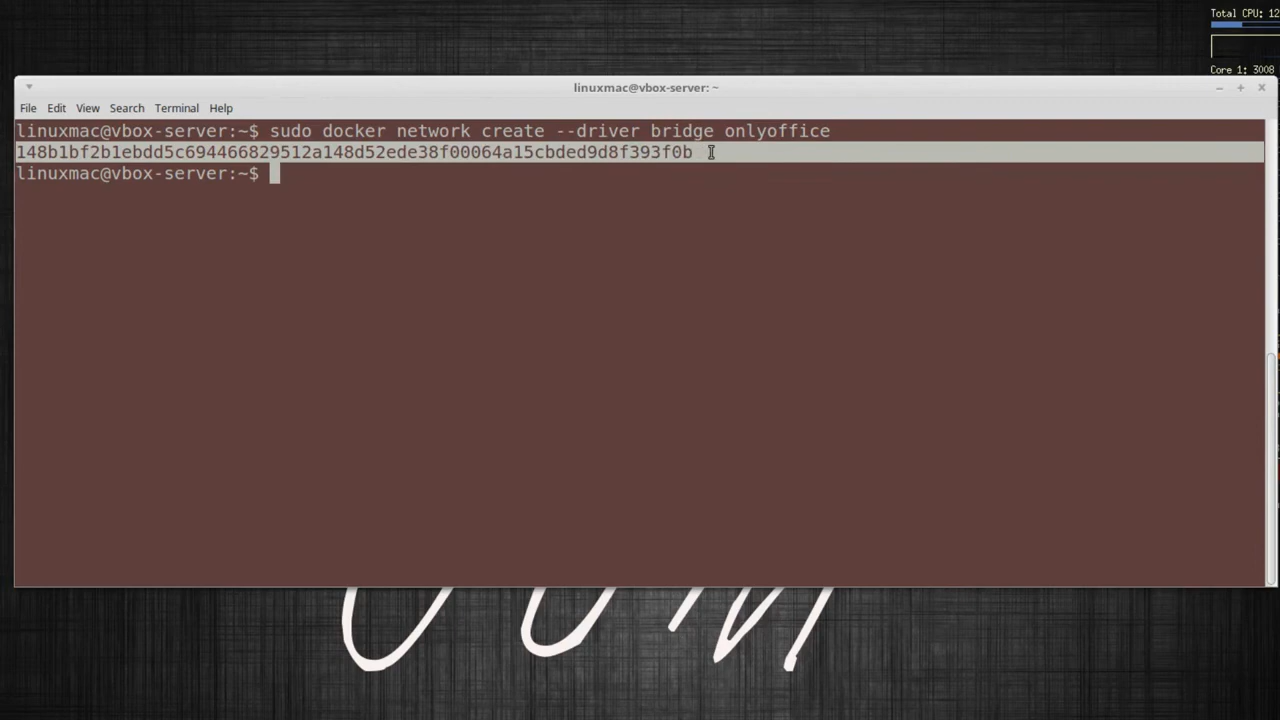 Total CPU: 12
Core 1: 3008
linuxmac@vbox-server: ~
File Edit View Search Terminal Help
linuxmac@vbox-server:~$ sudo docker network create --driver bridge onlyoffice
148b1bf2b1ebdd5c694466829512a148d52ede38f00064a15cbded9d8f393f0b
linuxmac@vbox-server:~$